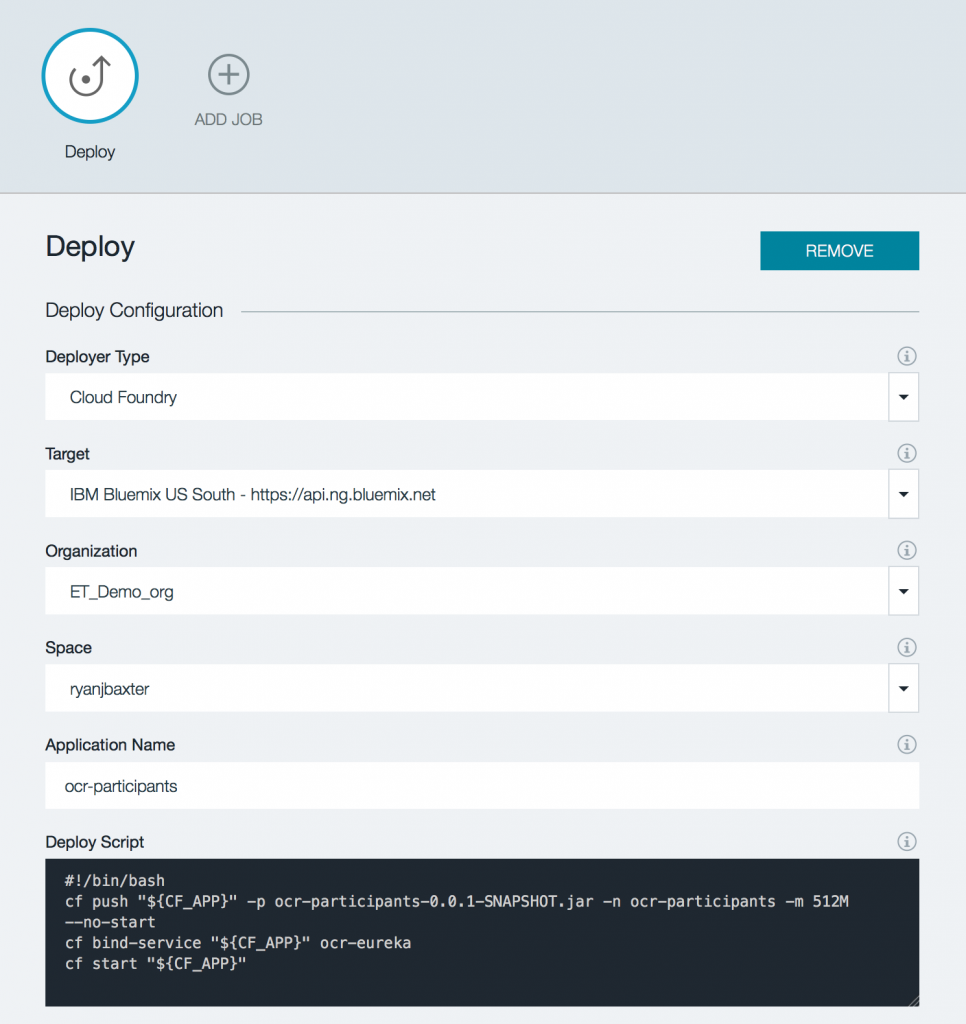 ADD JOB
Deploy
Deploy
REMOVE
Deploy Configuration
Deployer Type
Cloud Foundry
Target
IBM Bluemix US South - https://api.ng.bluemix.net
Organization
ET_Demo_org
Space
ryanjbaxter
Application Name
ocr-participants
Deploy Script
#!/bin/bash
cf push "${CF_APP}" -p ocr-participants-0.0.1-SNAPSHOT.jar -n ocr-participants -m 512M
--no-start
cf bind-service "${CF_APP}" ocr-eureka
cf start "${CF_APP}"